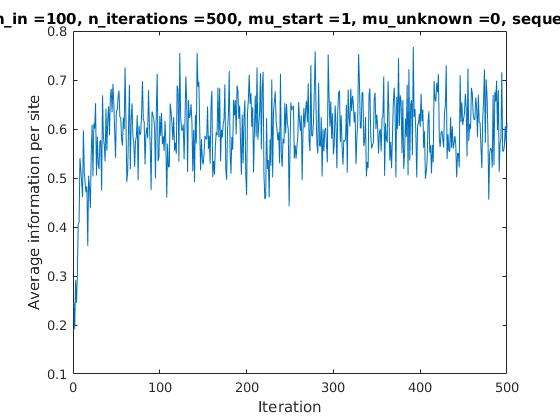 n_in =100, n_iterations =500, mu_start =1, mu_unknown =0, seque
0.8
0.7
0.6
0.5
0.4
0.3
0.2
0.1
Average information per site
0 100 200 300 400 500
Iteration